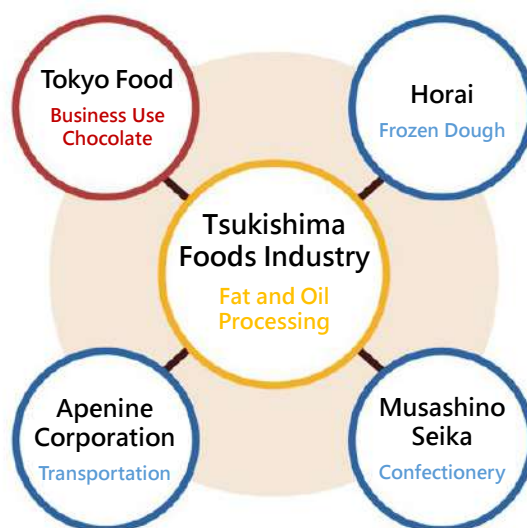 Tokyo Food
Business Use
Chocolate
Horai
Frozen Dough
Tsukishima
Foods Industry
Fat and Oil
Processing
Apenine
Corporation
Transportation
Musashino
Seika
Confectionery